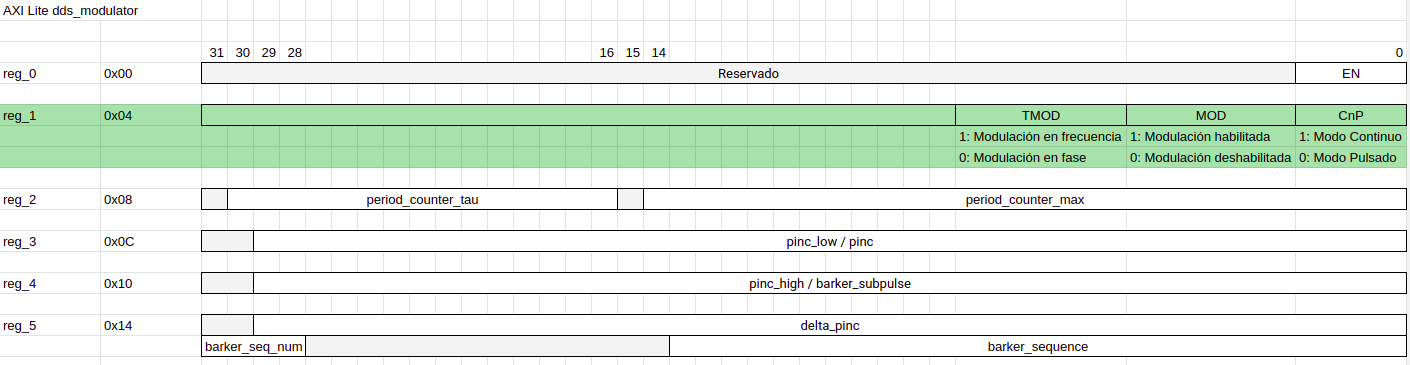 AXI Lite dds_modulator
31 30 29 28 16 15 14 0
reg_0 0x00 Reservado EN
reg_1 0x04 TMOD MOD CnP
1: Modulación en frecuencia 1: Modulación habilitada 1: Modo Continuo
0: Modulación en fase 0: Modulación deshabilitada 0: Modo Pulsado
reg_2 0x08 period_counter_tau period_counter_max
reg_3 0x0C pinc_low / pinc
reg_4 0x10 pinc_high / barker_subpulse
reg_5 0x14 delta_pinc
barker_seq_num barker_sequence